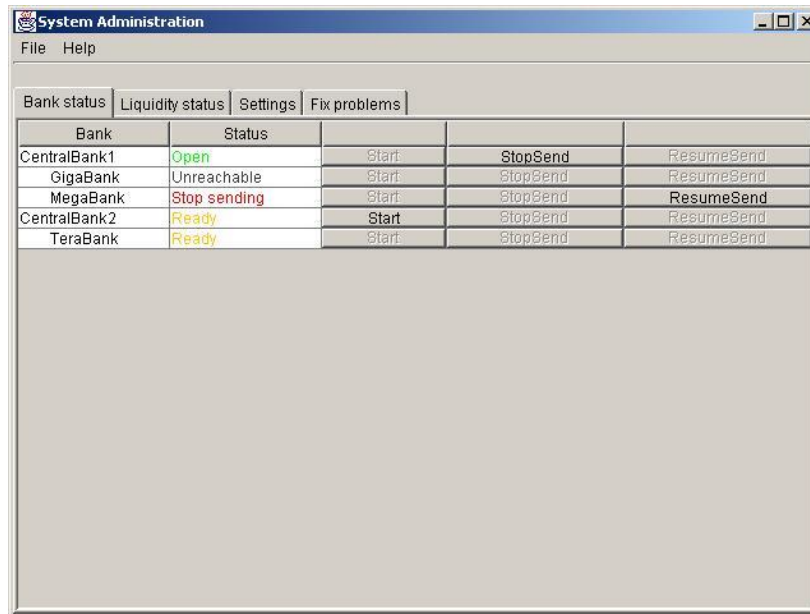 System Administration
File Help
Bank status Liquidity status Settings Fix problems
Bank Status
CentralBank1 Open Start StopSend ResumeSend
GigaBank Unreachable Start StopSend ResumeSend
MegaBank Stop sending Start StopSend ResumeSend
CentralBank2 Ready Start StopSend ResumeSend
TeraBank Ready Start StopSend ResumeSend